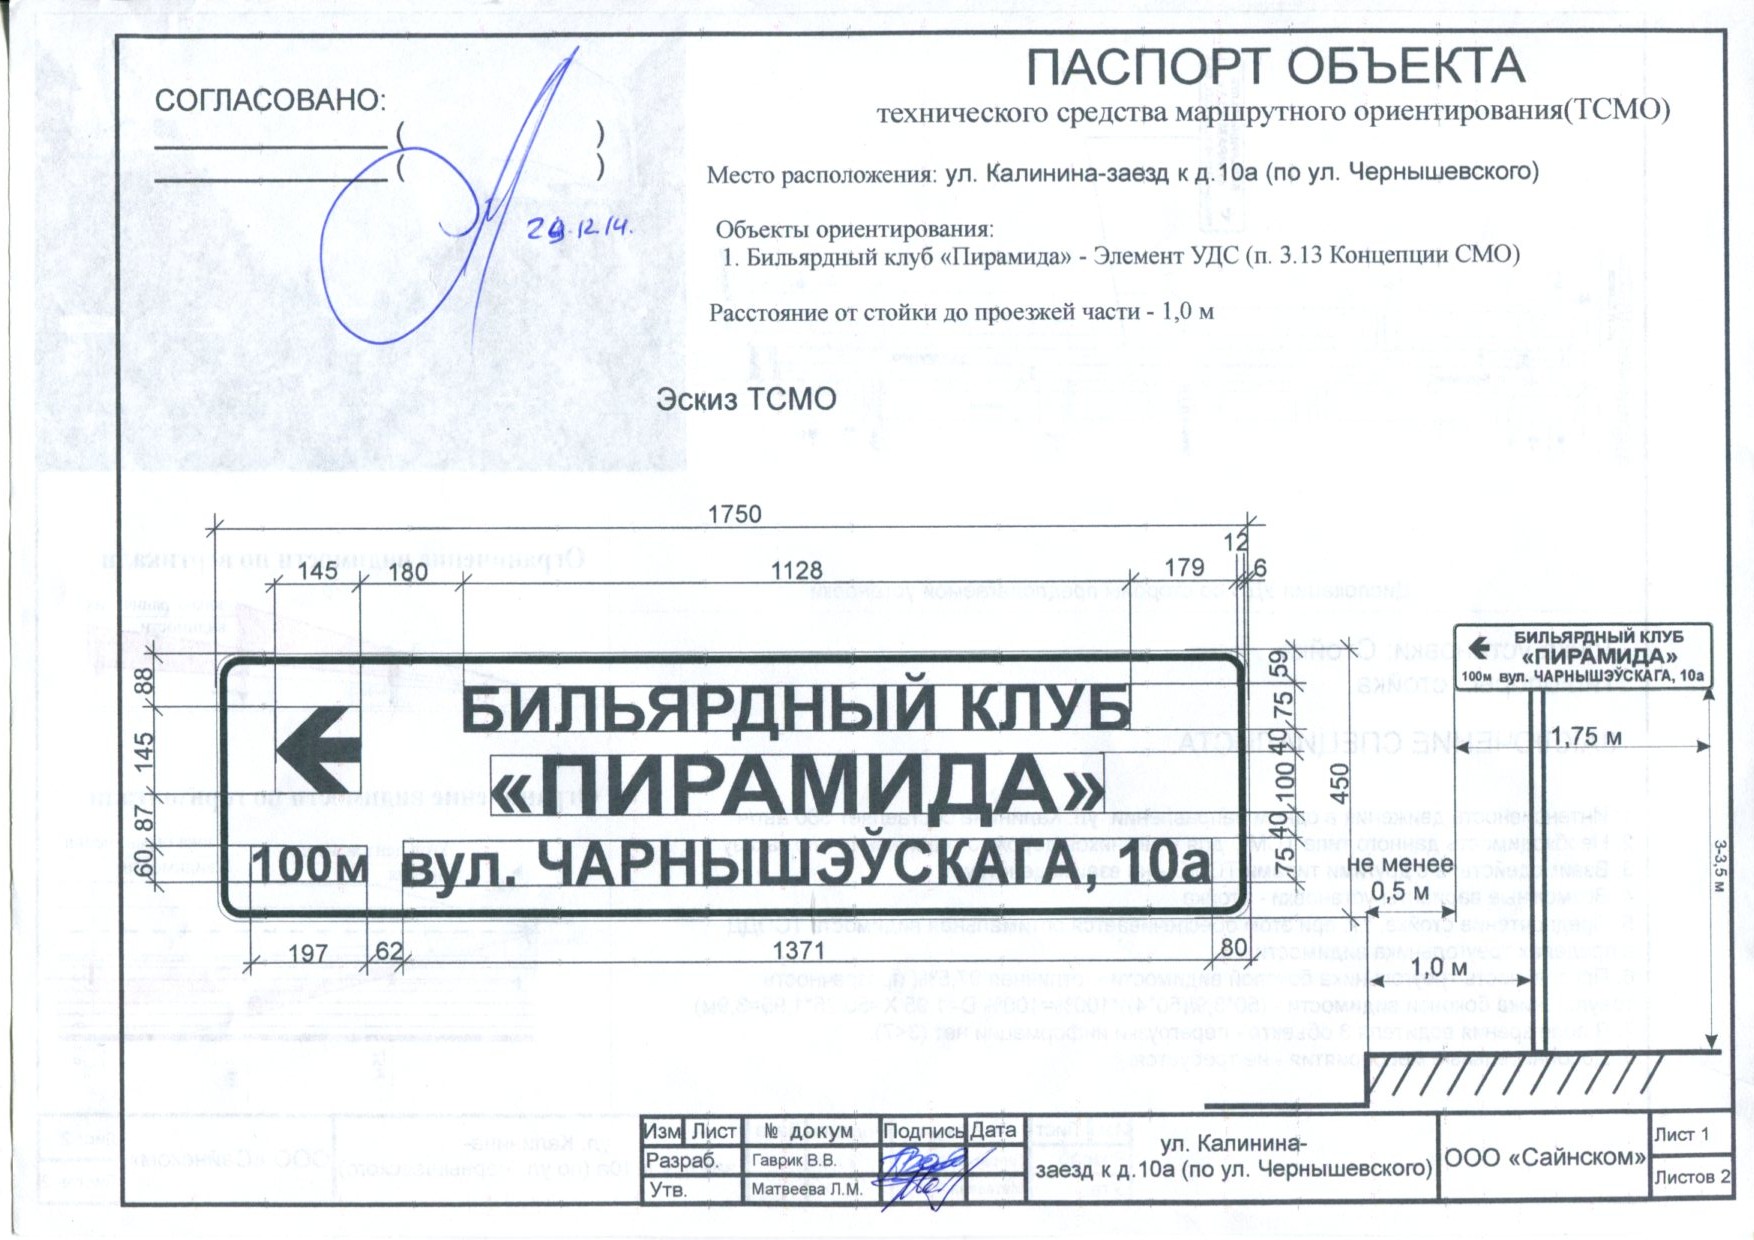 СОГЛАСОВАНО:
( )
( )
29.12.14.
ПАСПОРТ ОБЪЕКТА
технического средства маршрутного ориентирования(ТСМО)
Место расположения: ул. Калинина-заезд к д.10а (по ул. Чернышевского)
Объекты ориентирования:
1. Бильярдный клуб «Пирамида» - Элемент УДС (п. 3.13 Концепции СМО)
Расстояние от стойки до проезжей части - 1,0 м
Эскиз ТСМО
1750
12
145 180 1128 179 6
88 145 87 60
БИЛЬЯРДНЫЙ КЛУБ
«ПИРАМИДА»
100м вул. ЧАРНЫШЭЎСКАГА, 10а
59 75 40 100 40 75
450
197 62 1371 80
БИЛЬЯРДНЫЙ КЛУБ
«ПИРАМИДА»
100м вул. ЧАРНЫШЭЎСКАГА, 10а
1,75 м
не менее
0,5 м
1,0 м
3-3,5 м
Изм Лист № докум Подпись Дата
Разраб. Гаврик В.В.
Утв. Матвеева Л.М.
ул. Калинина-
заезд к д.10а (по ул. Чернышевского)
ООО «Сайнском»
Лист 1
Листов 2